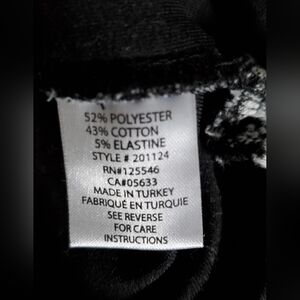 52% POLYESTER
43% COTTON
5% ELASTINE
STYLE # 201124
RN#125546
CA#05633
MADE IN TURKEY
FABRIQUÉ EN TURQUIE
SEE REVERSE
FOR CARE
INSTRUCTIONS